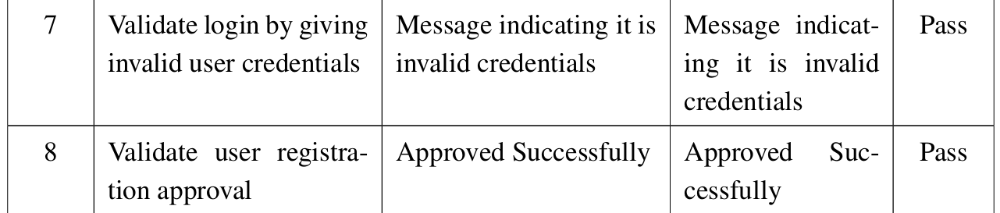 7 Validate login by giving Message indicating it is Message indicat- Pass
invalid user credentials invalid credentials ing it is invalid
credentials
8 Validate user registra- Approved Successfully Approved Suc- Pass
tion approval cessfully